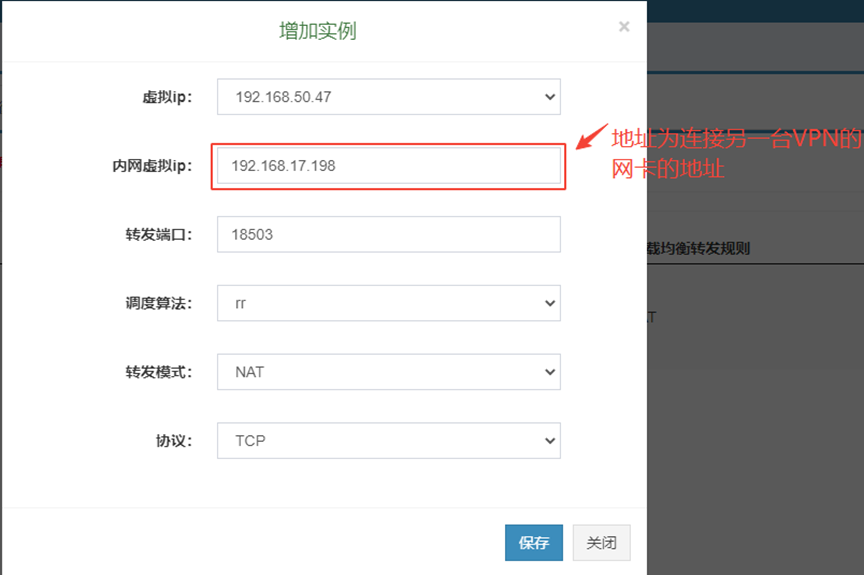 增加实例
×
虚拟ip：
192.168.50.47
内网虚拟ip：
192.168.17.198
地址为连接另一台VPN的
网卡的地址
转发端口：
18503
载均衡转发规则
调度算法：
rr
转发模式：
NAT
协议：
TCP
保存
关闭